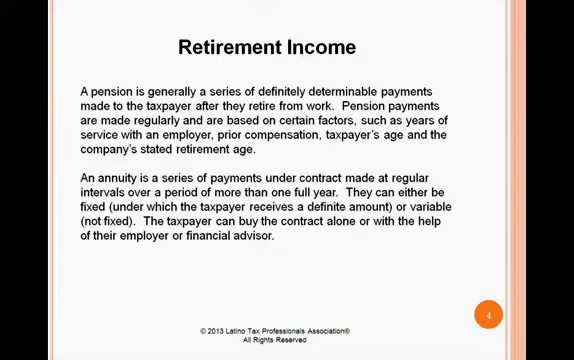 Retirement Income
A pension is generally a series of definitely determinable payments
made to the taxpayer after they retire from work.  Pension payments
are made regularly and are based on certain factors, such as years of
service with an employer, prior compensation, taxpayer's age and the
company's stated retirement age.
An annuity is a series of payments under contract made at regular
intervals over a period of more than one full year.  They can either be
fixed (under which the taxpayer receives a definite amount) or variable
(not fixed).  The taxpayer can buy the contract alone or with the help
of their employer or financial advisor.
4
© 2013 Latino Tax Professionals Association®
All Rights Reserved